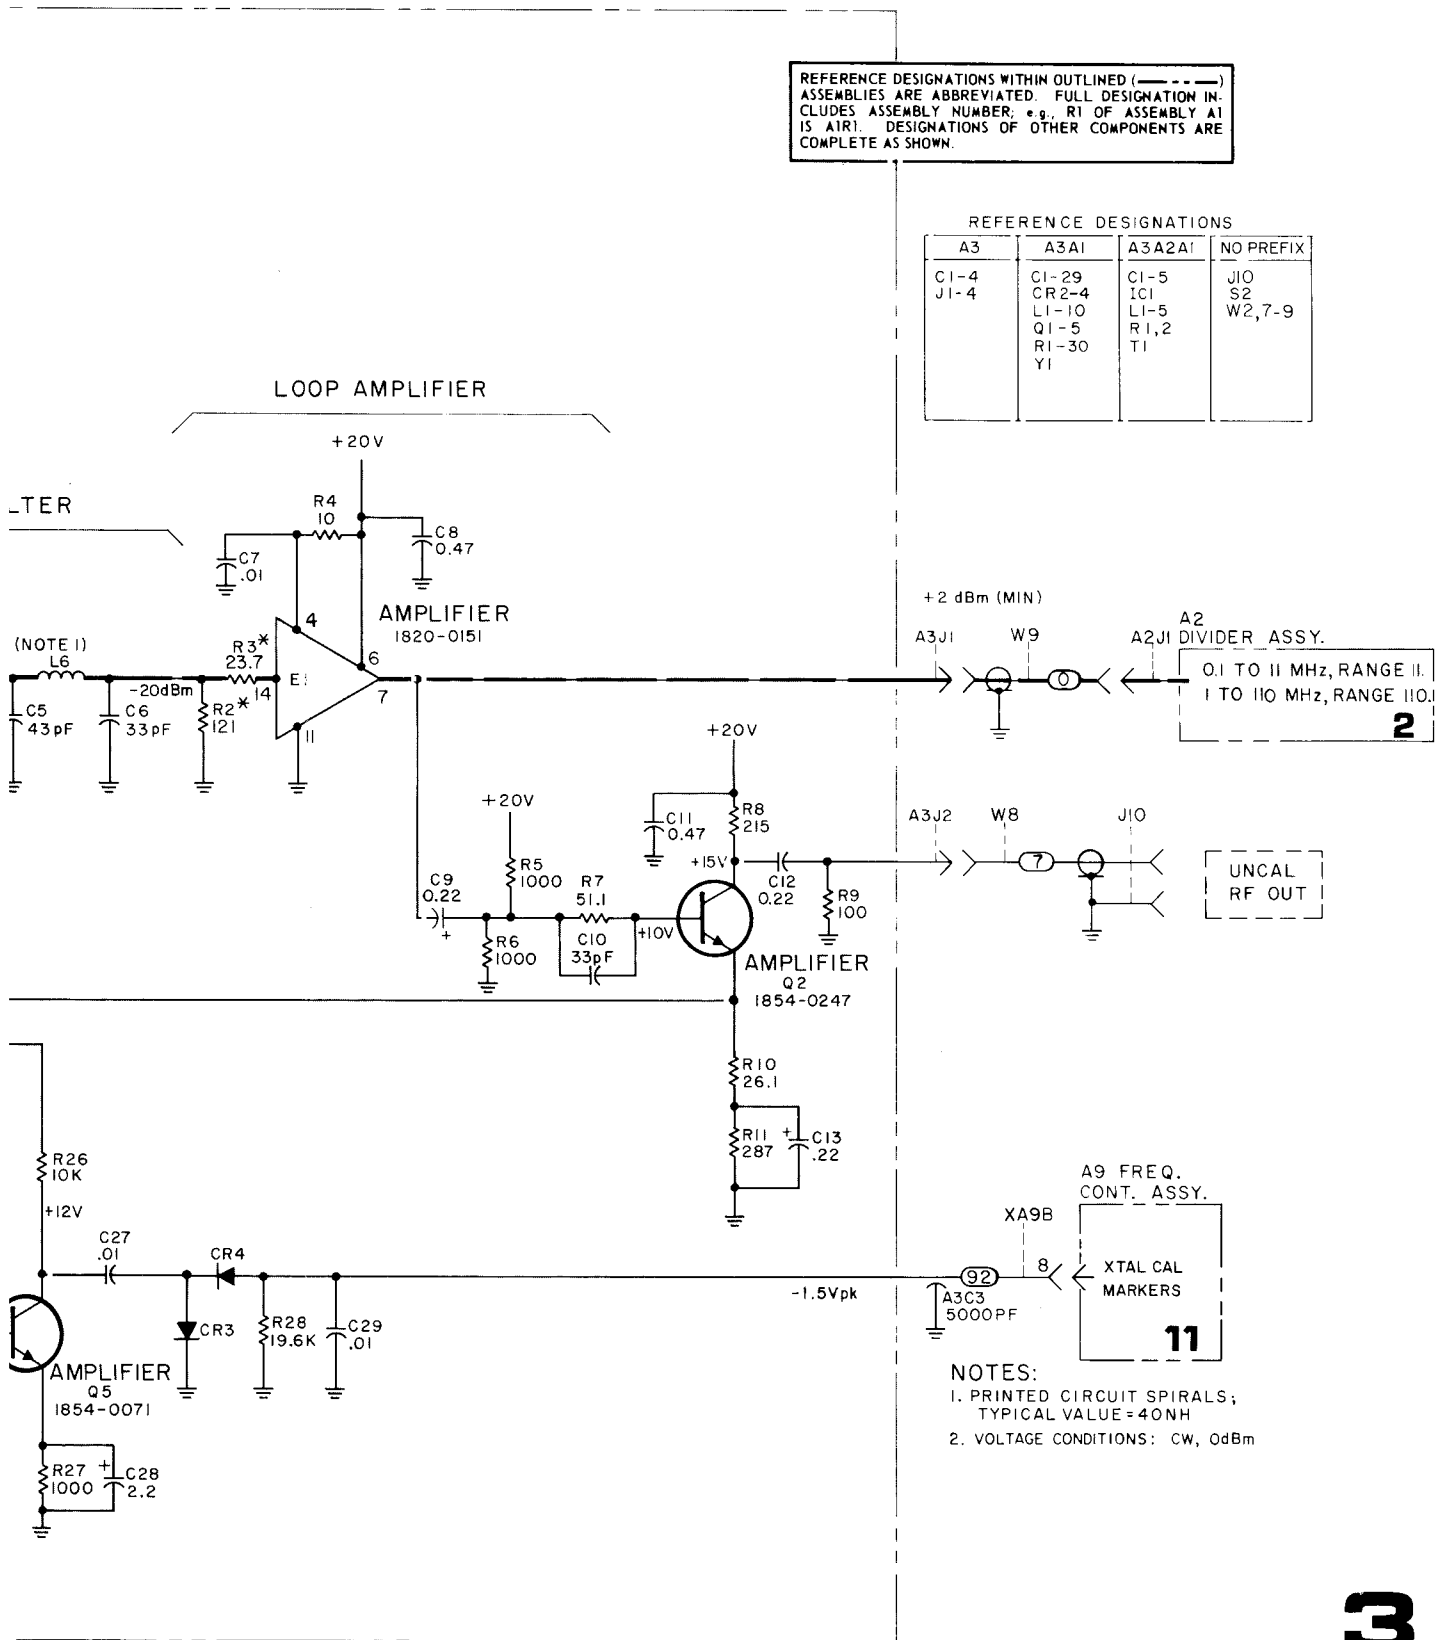 REFERENCE DESIGNATIONS WITHIN OUTLINED (—— - - ——)
ASSEMBLIES ARE ABBREVIATED. FULL DESIGNATION IN-
CLUDES ASSEMBLY NUMBER; e.g., R1 OF ASSEMBLY A1
IS A1R1. DESIGNATIONS OF OTHER COMPONENTS ARE
COMPLETE AS SHOWN.
REFERENCE DESIGNATIONS
A3 A3A1 A3A2A1 NO PREFIX
C1-4 C1-29 C1-5 J10
J1-4 CR2-4 IC1 S2
L1-10 L1-5 W2,7-9
Q1-5 R1,2
R1-30 T1
Y1
LOOP AMPLIFIER
+20V
LTER
R4
10
C8
0.47
C7
.01
AMPLIFIER
1820-0151
4
6
(NOTE 1)
L6
R3*
23.7
14
E1
7
11
-20dBm
C5
43pF
C6
33pF
R2*
121
+2 dBm (MIN)
A3J1 W9 A2J1
0
A2
DIVIDER ASSY.
0.1 TO 11 MHz, RANGE 11.
1 TO 110 MHz, RANGE 110.
2
+20V
+20V
C11
0.47
R8
215
A3J2 W8 J10
7
+15V
C12
0.22
R9
100
UNCAL
RF OUT
C9
0.22
+
R5
1000
R7
51.1
R6
1000
C10
33pF
+10V
AMPLIFIER
Q2
1854-0247
R10
26.1
R11
287
+
C13
.22
R26
10K
+12V
C27
.01
CR4
CR3
R28
19.6K
C29
.01
-1.5Vpk
A3C3
5000PF
92
XA9B
8
A9 FREQ.
CONT. ASSY.
XTAL CAL
MARKERS
11
AMPLIFIER
Q5
1854-0071
R27
1000
+
C28
2.2
NOTES:
1. PRINTED CIRCUIT SPIRALS;
TYPICAL VALUE=40NH
2. VOLTAGE CONDITIONS: CW, 0dBm
3